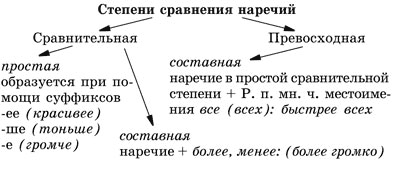 Степени сравнения наречий
Сравнительная
Превосходная
простая
образуется при по-
мощи суффиксов
-ее (красивее)
-ше (тоньше)
-е (громче)
составная
наречие + более, менее: (более громко)
составная
наречие в простой сравнительной
степени + Р. п. мн. ч. местоиме-
ния все (всех): быстрее всех